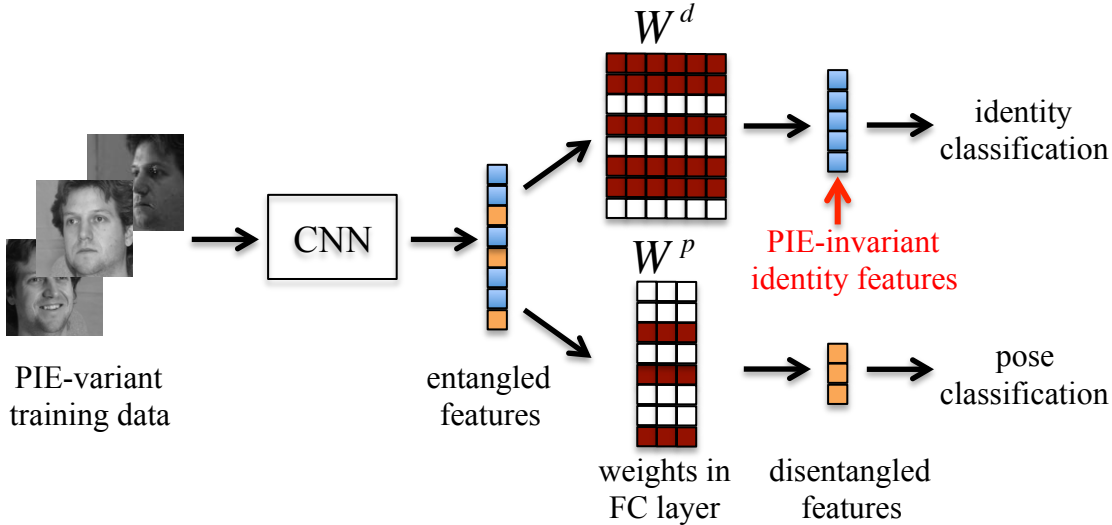 W^d
identity
classification
CNN
PIE-invariant
identity features
W^p
PIE-variant
training data
entangled
features
pose
classification
weights in
FC layer
disentangled
features